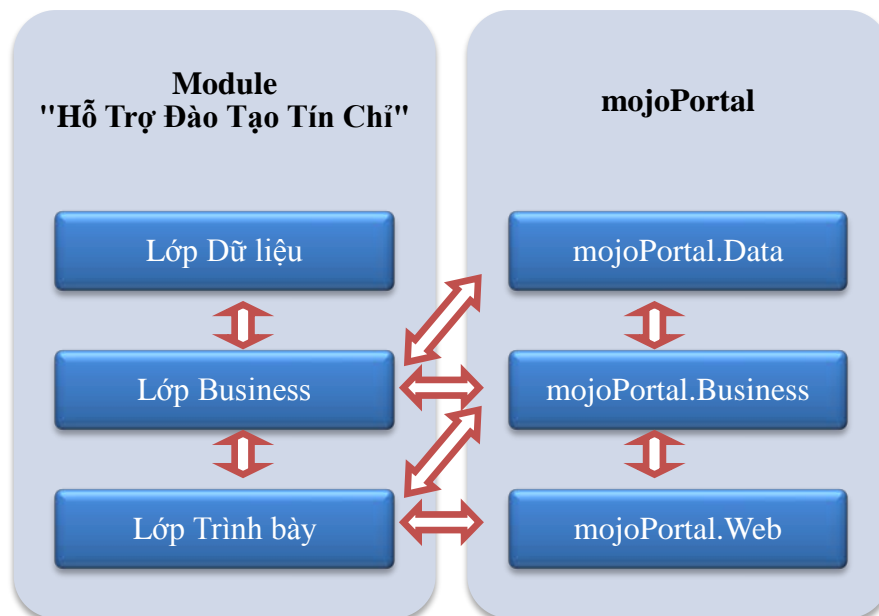 Module
"Hỗ Trợ Đào Tạo Tín Chỉ"
Lớp Dữ liệu
Lớp Business
Lớp Trình bày
mojoPortal
mojoPortal.Data
mojoPortal.Business
mojoPortal.Web